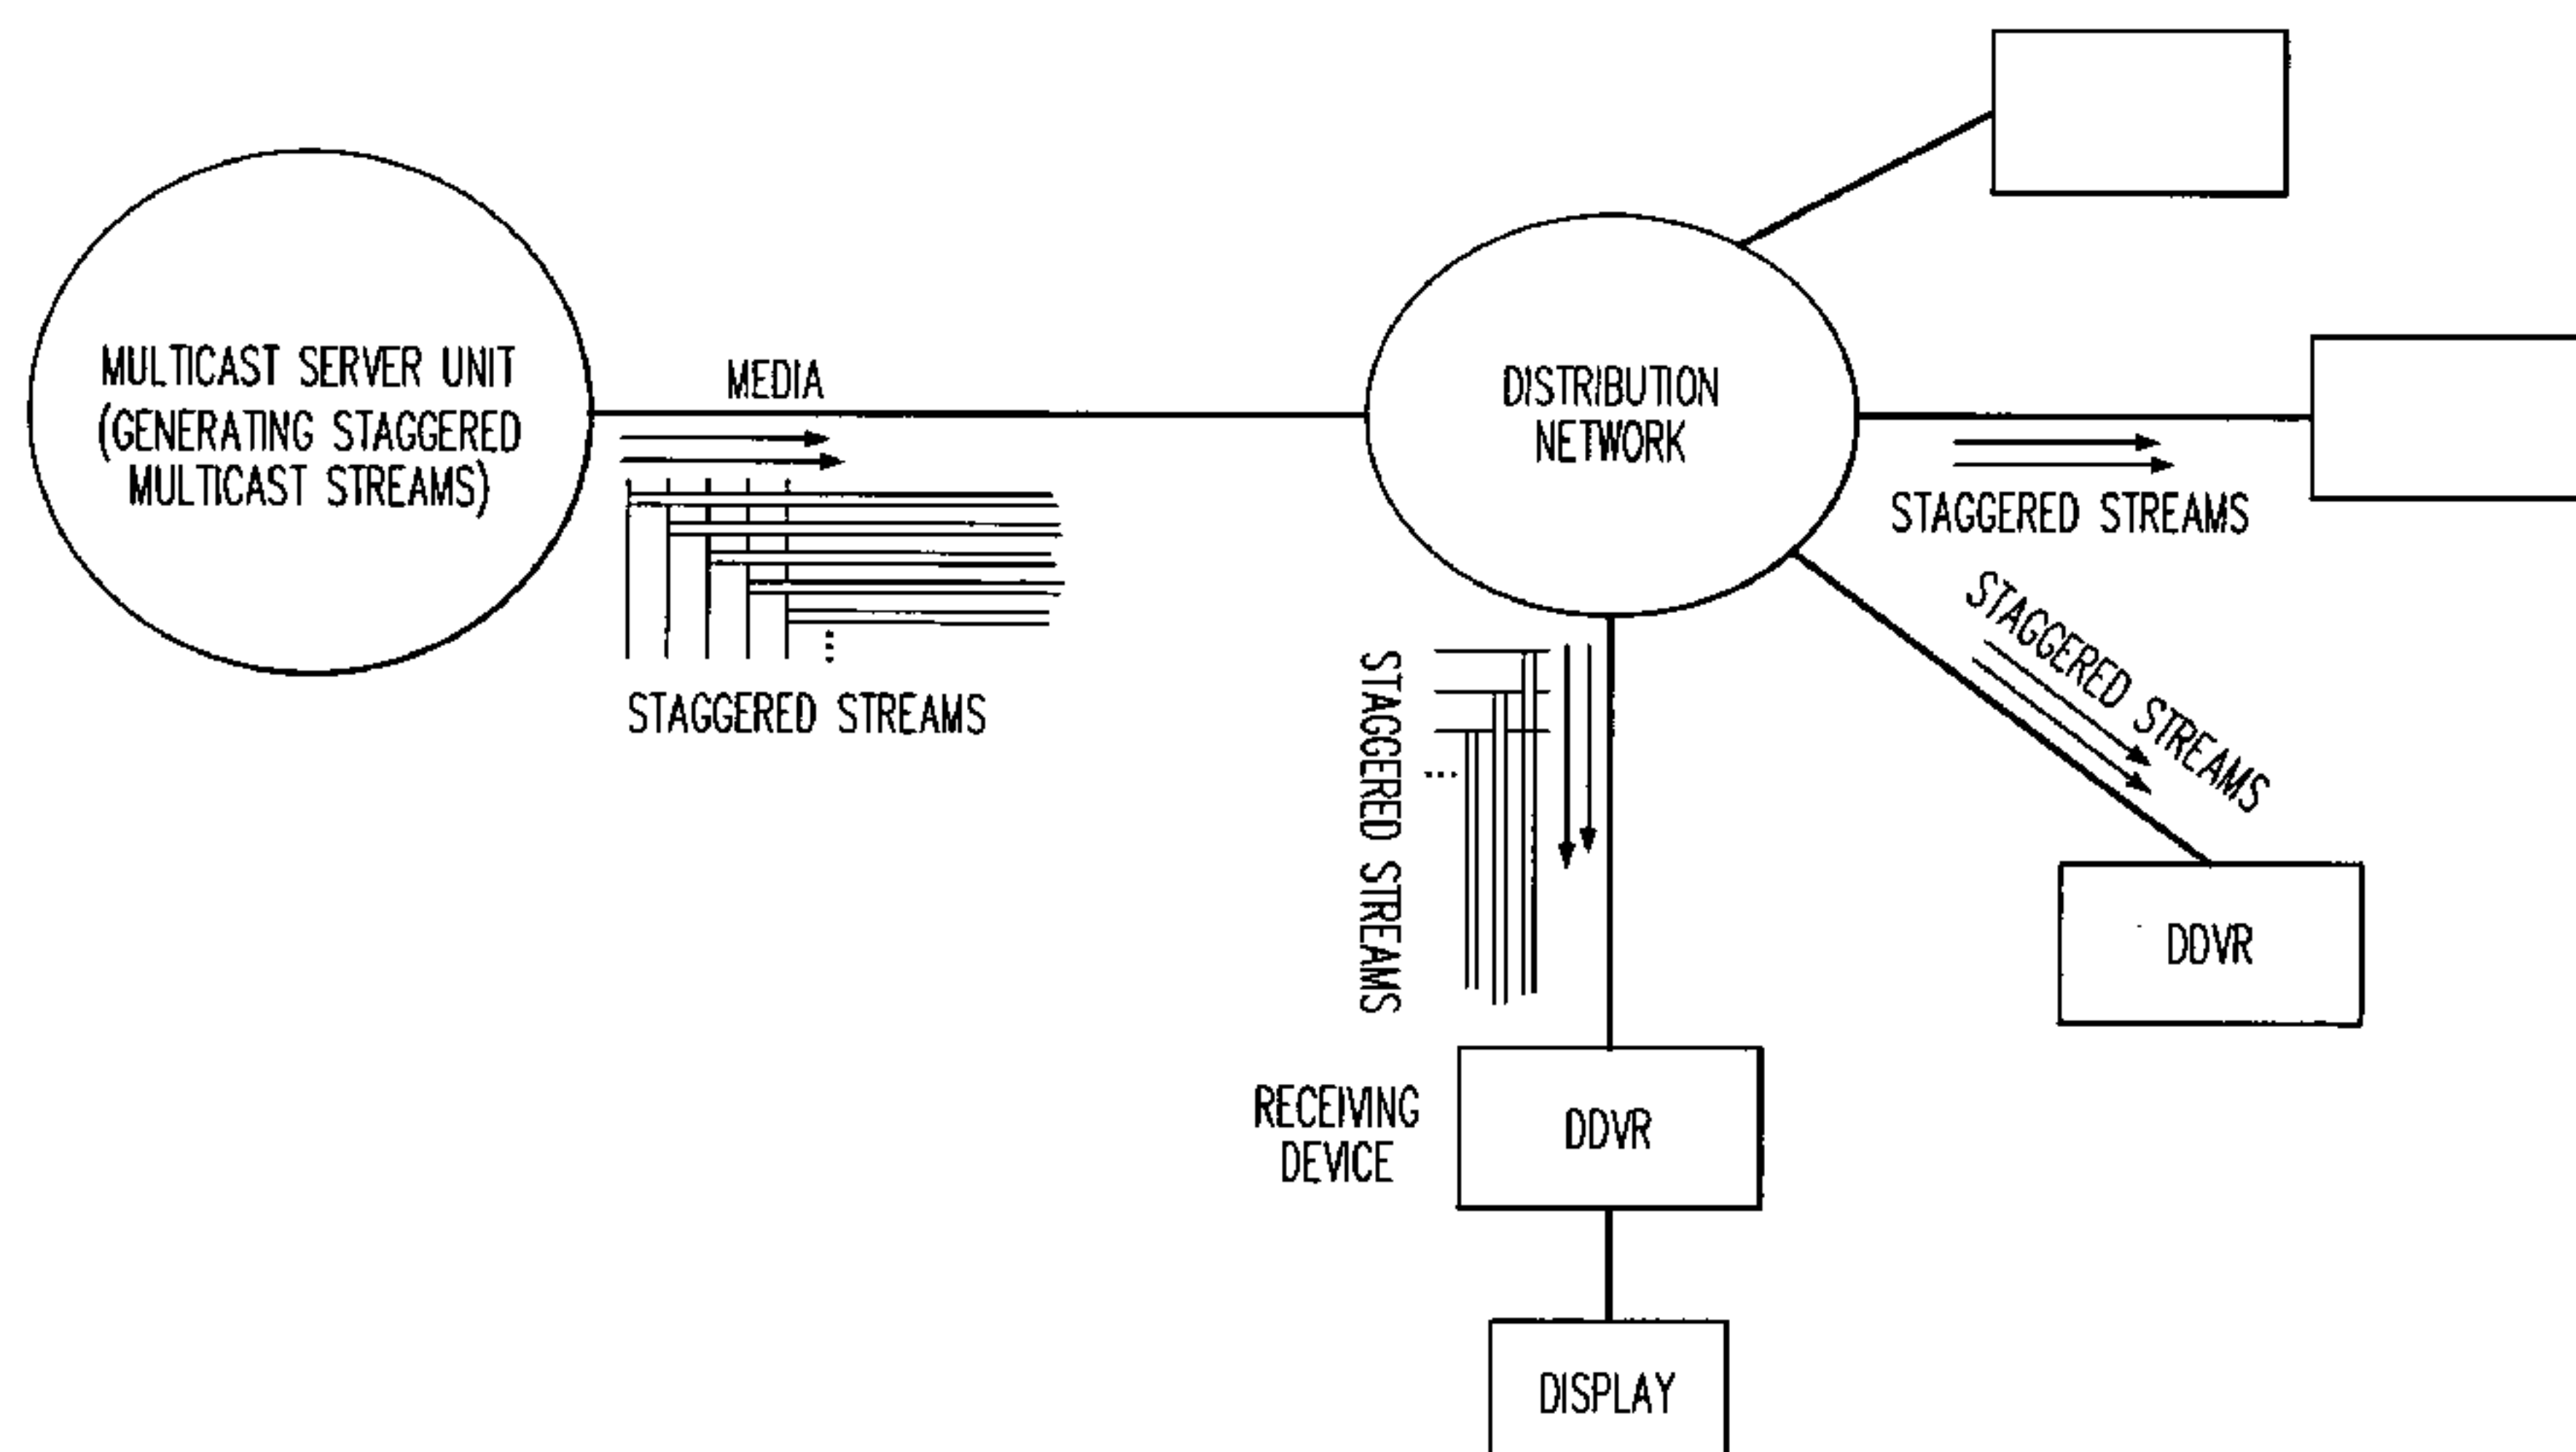 MULTICAST SERVER UNIT
(GENERATING STAGGERED
MULTICAST STREAMS)
MEDIA
STAGGERED STREAMS
DISTRIBUTION
NETWORK
STAGGERED STREAMS
STAGGERED STREAMS
STAGGERED STREAMS
DDVR
RECEIVING
DEVICE
DDVR
DISPLAY